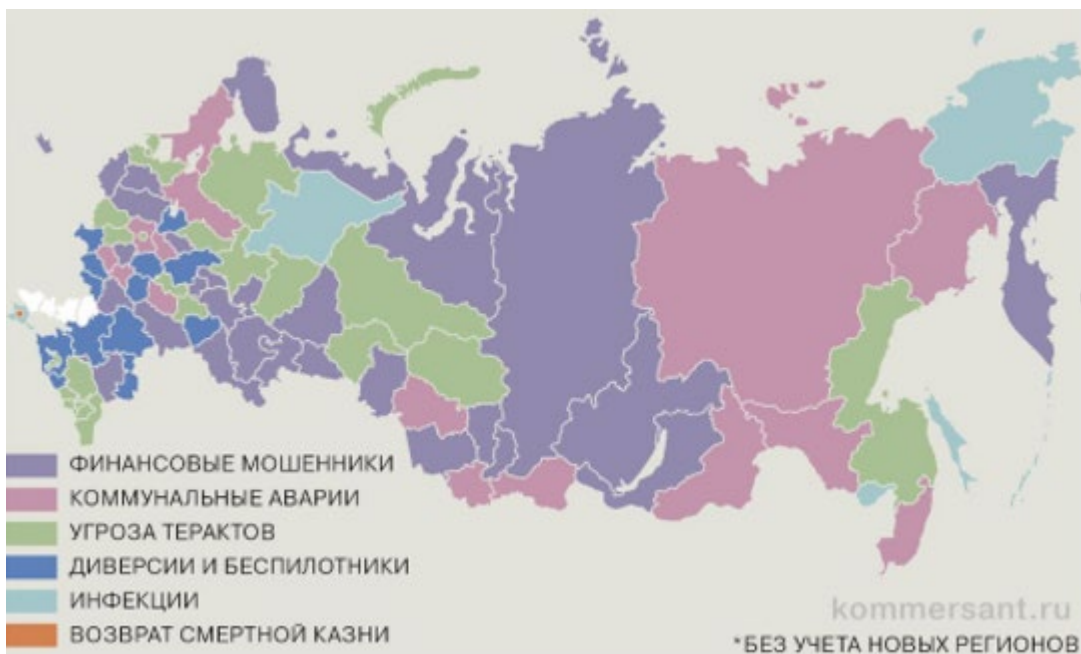 ФИНАНСОВЫЕ МОШЕННИКИ
КОММУНАЛЬНЫЕ АВАРИИ
УГРОЗА ТЕРАКТОВ
ДИВЕРСИИ И БЕСПИЛОТНИКИ
ИНФЕКЦИИ
ВОЗВРАТ СМЕРТНОЙ КАЗНИ
kommersant.ru
*БЕЗ УЧЕТА НОВЫХ РЕГИОНОВ